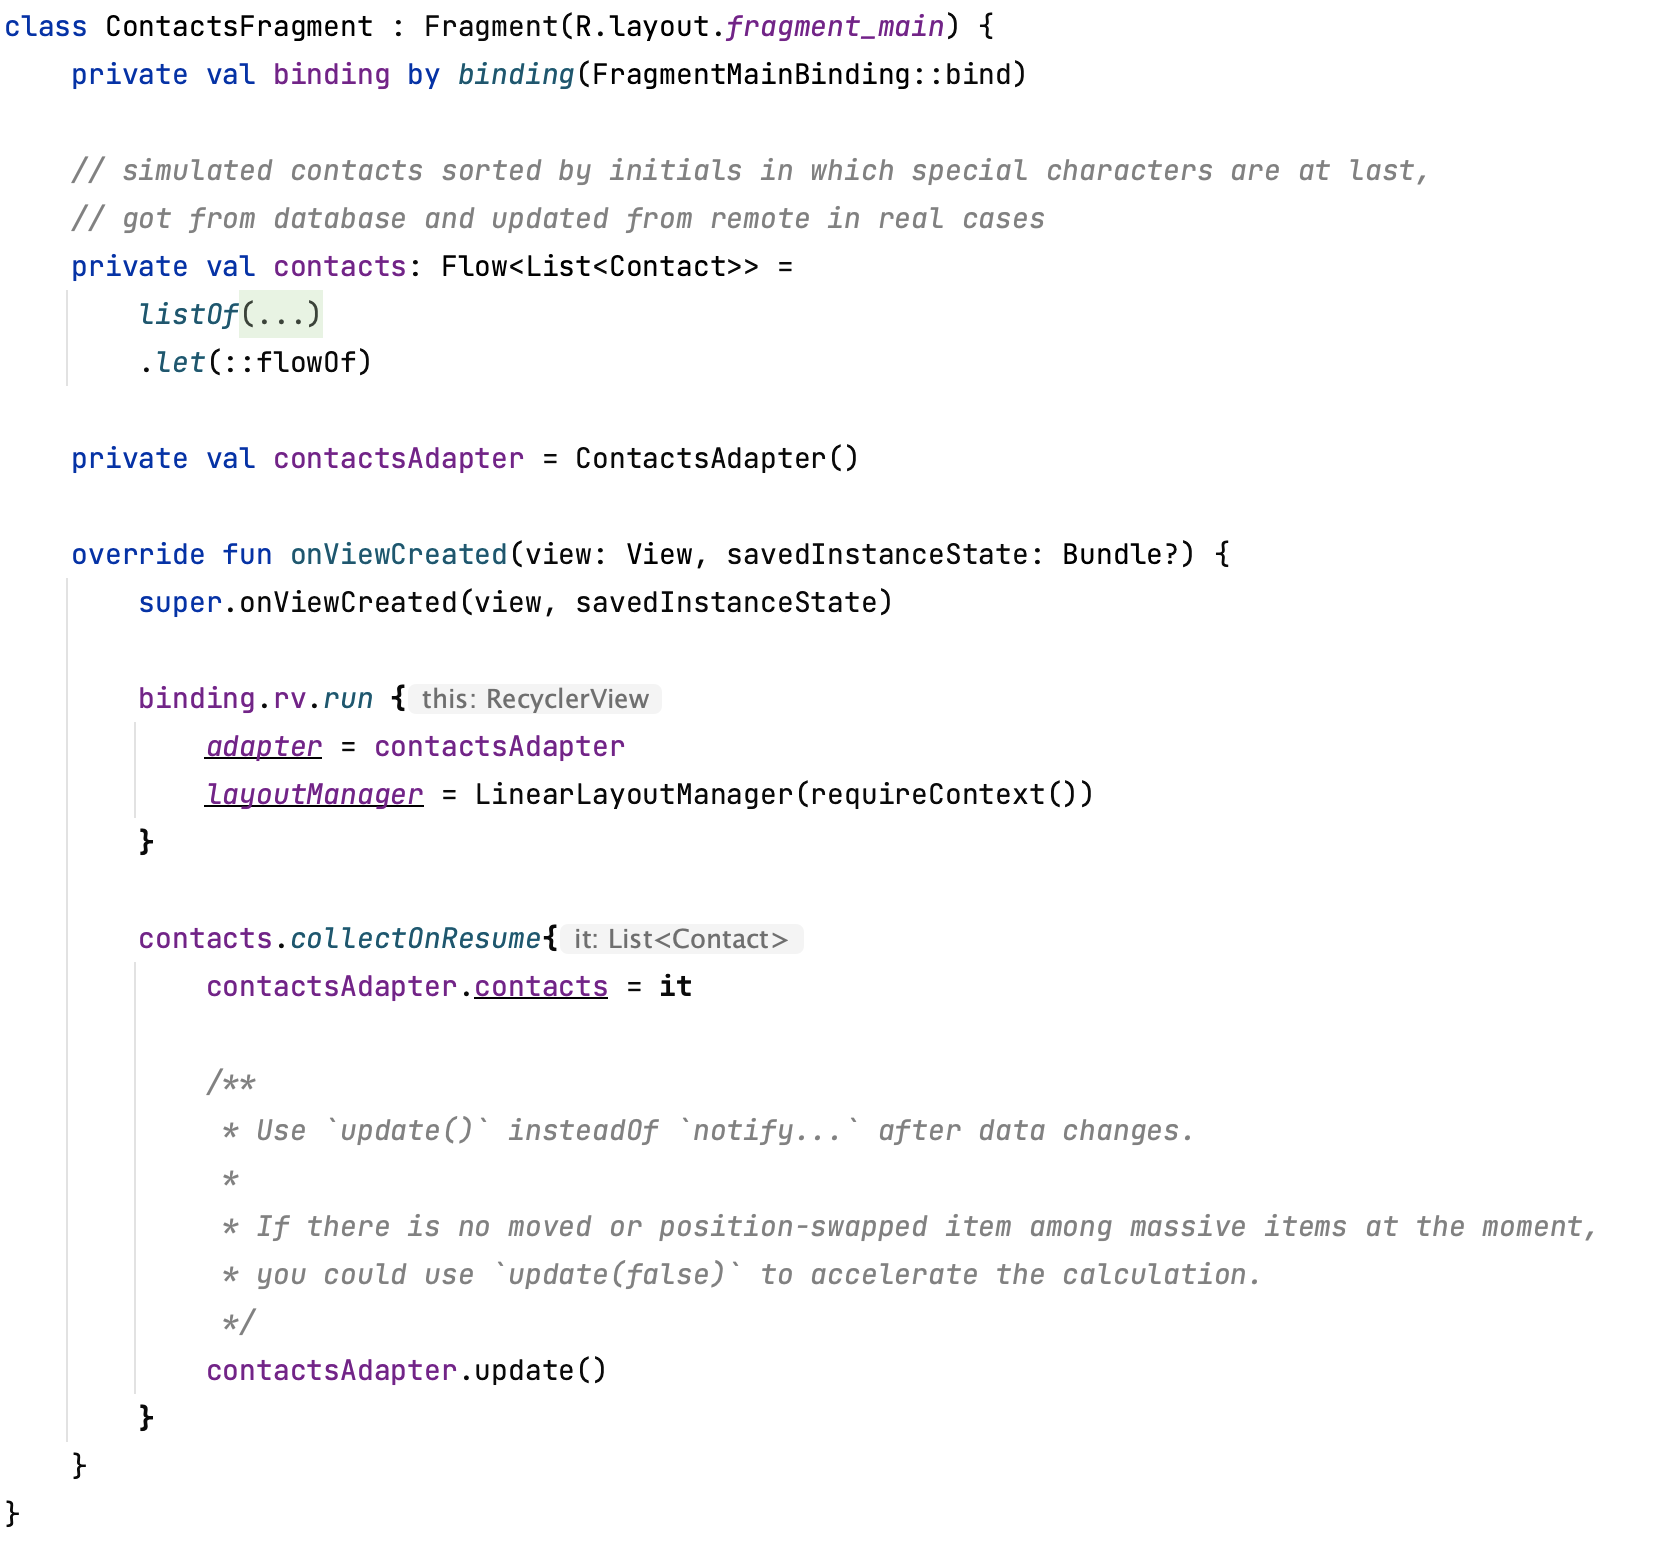 class ContactsFragment : Fragment(R.layout.fragment_main) {
    private val binding by binding(FragmentMainBinding::bind)

    // simulated contacts sorted by initials in which special characters are at last,
    // got from database and updated from remote in real cases
    private val contacts: Flow<List<Contact>> =
        listOf(...)
        .let(::flowOf)

    private val contactsAdapter = ContactsAdapter()

    override fun onViewCreated(view: View, savedInstanceState: Bundle?) {
        super.onViewCreated(view, savedInstanceState)

        binding.rv.run { this: RecyclerView
            adapter = contactsAdapter
            layoutManager = LinearLayoutManager(requireContext())
        }

        contacts.collectOnResume{ it: List<Contact>
            contactsAdapter.contacts = it

            /**
             * Use `update()` insteadOf `notify...` after data changes.
             *
             * If there is no moved or position-swapped item among massive items at the moment,
             * you could use `update(false)` to accelerate the calculation.
             */
            contactsAdapter.update()
        }
    }
}